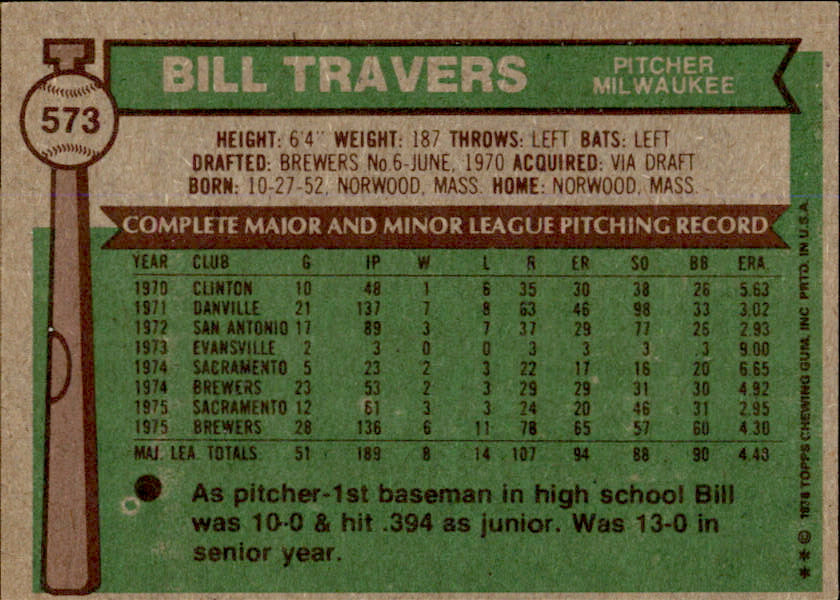 573
BILL TRAVERS
PITCHER
MILWAUKEE
HEIGHT: 6'4" WEIGHT: 187 THROWS: LEFT BATS: LEFT
DRAFTED: BREWERS No.6-JUNE, 1970 ACQUIRED: VIA DRAFT
BORN: 10-27-52, NORWOOD, MASS. HOME: NORWOOD, MASS.
COMPLETE MAJOR AND MINOR LEAGUE PITCHING RECORD
YEAR CLUB G IP W L R ER SO BB ERA.
1970 CLINTON 10 48 1 6 35 30 38 26 5.63
1971 DANVILLE 21 137 7 8 63 46 98 33 3.02
1972 SAN ANTONIO 17 89 3 7 37 29 77 26 2.93
1973 EVANSVILLE 2 3 0 0 3 3 3 3 9.00
1974 SACRAMENTO 5 23 2 3 22 17 16 20 6.65
1974 BREWERS 23 53 2 3 29 29 31 30 4.92
1975 SACRAMENTO 12 61 3 3 24 20 46 31 2.95
1975 BREWERS 28 136 6 11 78 65 57 60 4.30
MAJ. LEA. TOTALS 51 189 8 14 107 94 88 90 4.43
As pitcher-1st baseman in high school Bill
was 10-0 & hit .394 as junior. Was 13-0 in
senior year.
** © 1976 TOPPS CHEWING GUM, INC. PRTD. IN U.S.A.